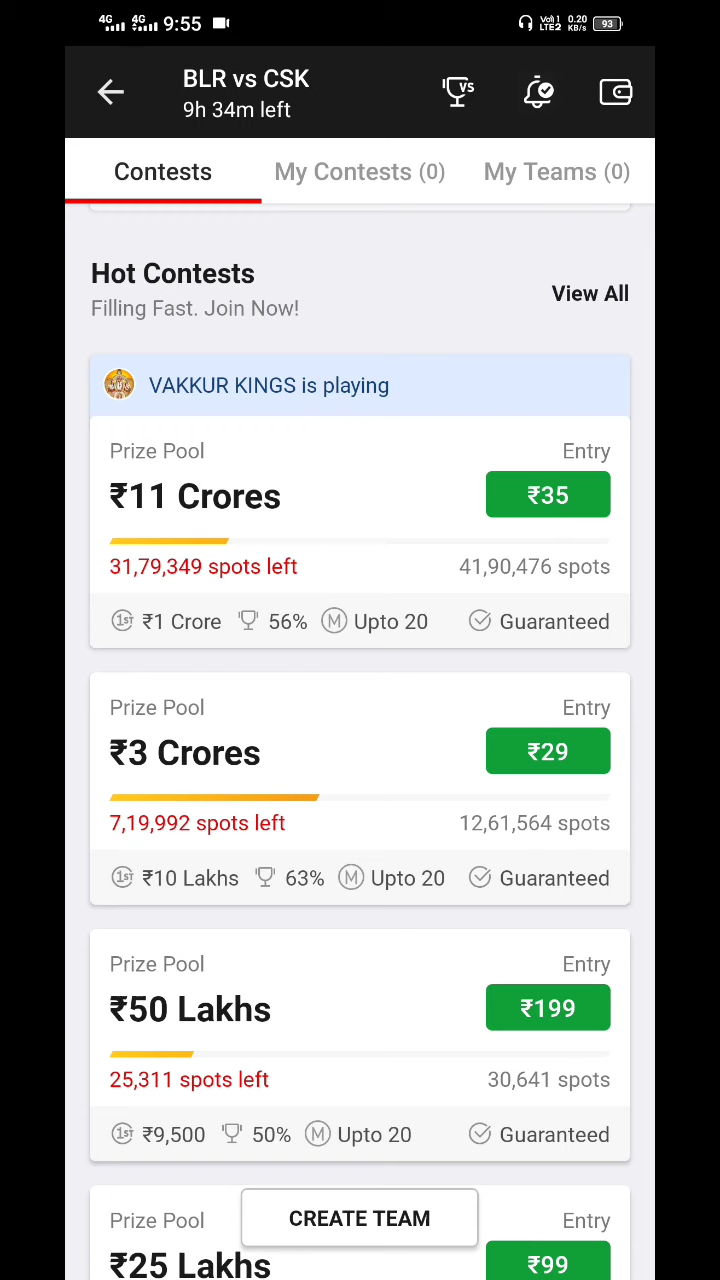 4G 4G 9:55 Vol) 1 LTE2 0.20 KB/s 93
BLR vs CSK
9h 34m left
VS
Contests My Contests (0) My Teams (0)
Hot Contests
Filling Fast. Join Now!
View All
VAKKUR KINGS is playing
Prize Pool Entry
₹11 Crores ₹35
31,79,349 spots left 41,90,476 spots
1ST ₹1 Crore 56% M Upto 20 Guaranteed
Prize Pool Entry
₹3 Crores ₹29
7,19,992 spots left 12,61,564 spots
1ST ₹10 Lakhs 63% M Upto 20 Guaranteed
Prize Pool Entry
₹50 Lakhs ₹199
25,311 spots left 30,641 spots
1ST ₹9,500 50% M Upto 20 Guaranteed
Prize Pool Entry
CREATE TEAM
₹25 Lakhs ₹99